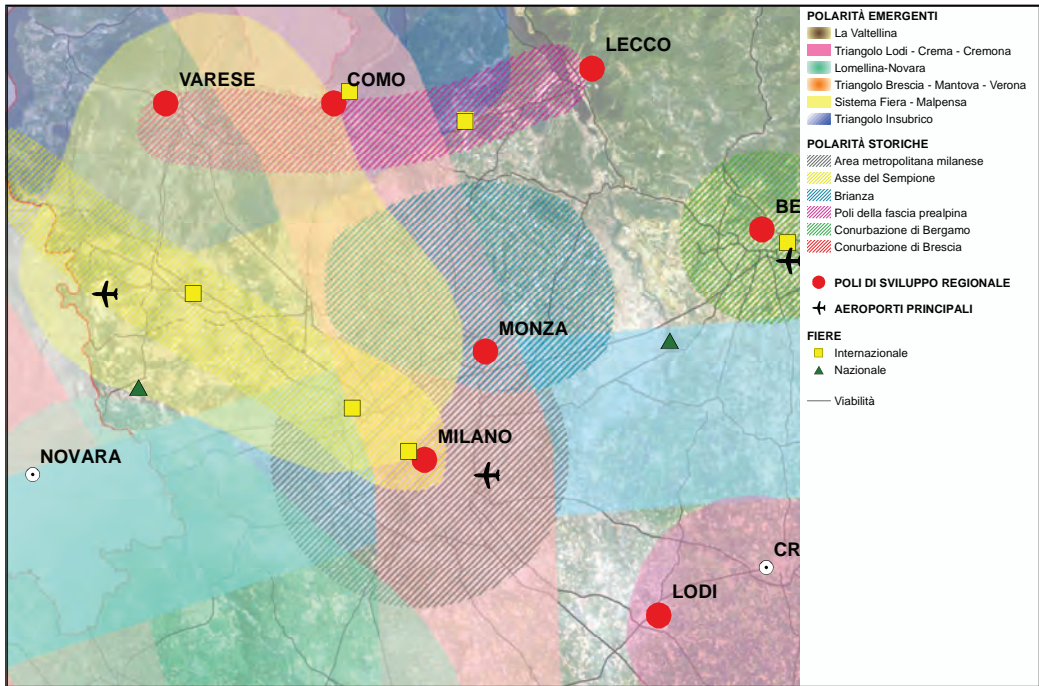 LECCO
VARESE
COMO
BE
MONZA
MILANO
NOVARA
CR
LODI
POLARITÀ EMERGENTI
La Valtellina
Triangolo Lodi - Crema - Cremona
Lomellina-Novara
Triangolo Brescia - Mantova - Verona
Sistema Fiera - Malpensa
Triangolo Insubrico
POLARITÀ STORICHE
Area metropolitana milanese
Asse del Sempione
Brianza
Poli della fascia prealpina
Conurbazione di Bergamo
Conurbazione di Brescia
POLI DI SVILUPPO REGIONALE
AEROPORTI PRINCIPALI
FIERE
Internazionale
Nazionale
Viabilità